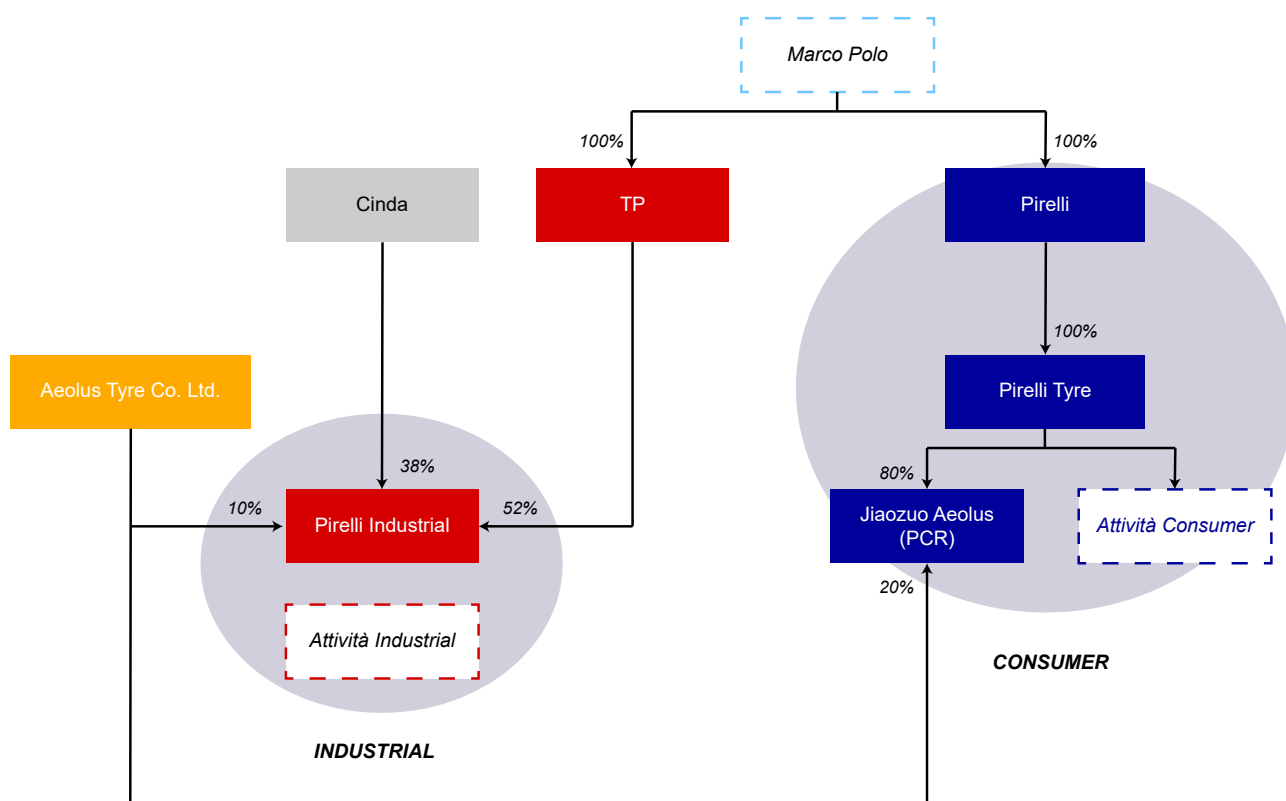 Marco Polo
100%
100%
Cinda
TP
Pirelli
100%
Aeolus Tyre Co. Ltd.
Pirelli Tyre
38%
80%
10%
52%
Pirelli Industrial
Jiaozuo Aeolus
(PCR)
Attività Consumer
20%
Attività Industrial
CONSUMER
INDUSTRIAL